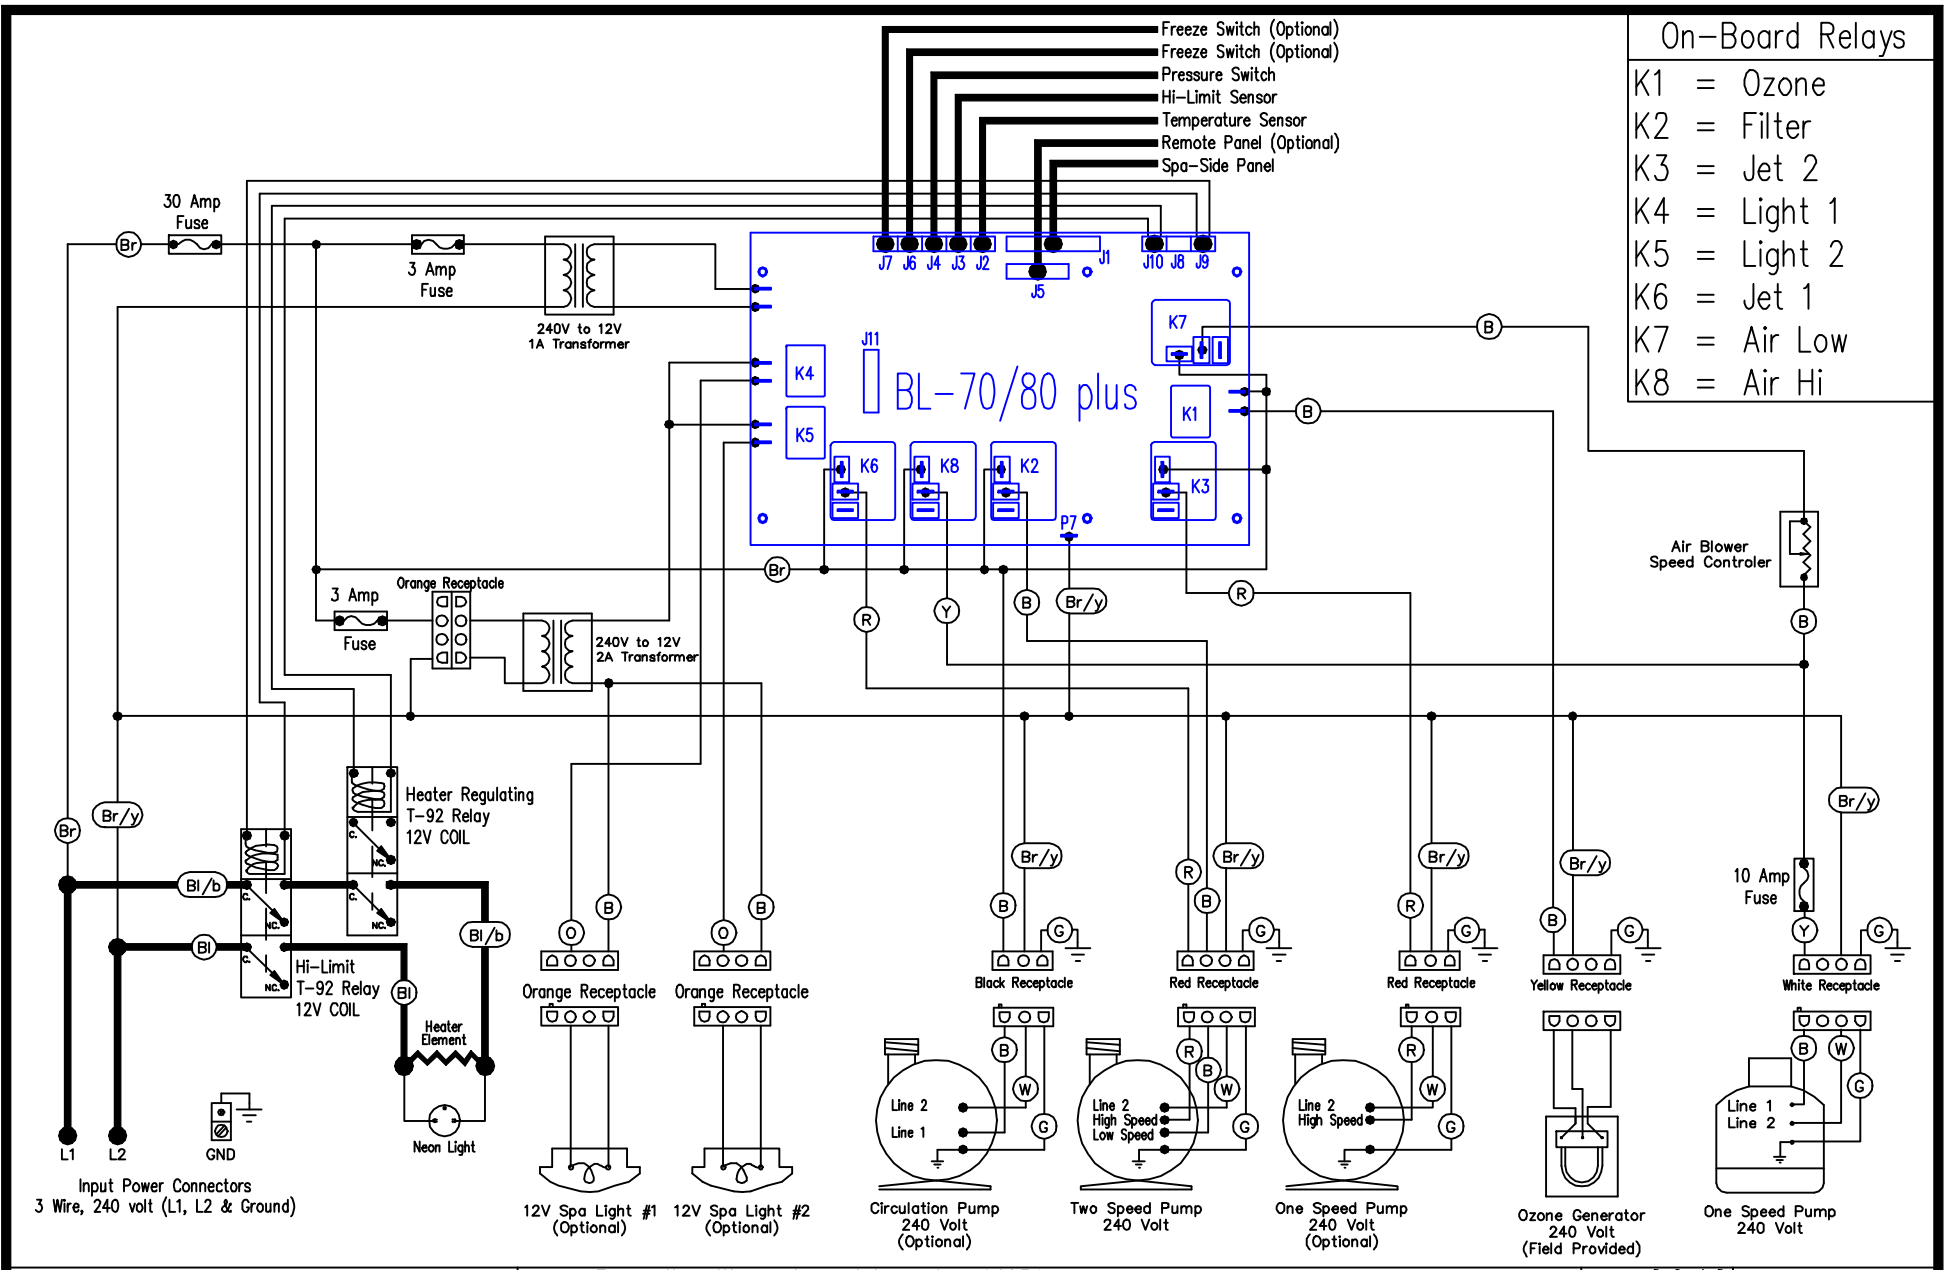 Freeze Switch (Optional)
Freeze Switch (Optional)
Pressure Switch
Hi-Limit Sensor
Temperature Sensor
Remote Panel (Optional)
Spa-Side Panel
On-Board Relays
K1 = Ozone
K2 = Filter
K3 = Jet 2
K4 = Light 1
K5 = Light 2
K6 = Jet 1
K7 = Air Low
K8 = Air Hi
30 Amp
Fuse
Br
3 Amp
Fuse
240V to 12V
1A Transformer
J7 J6 J4 J3 J2
J1
J5
J10 J8 J9
K7
B
J11
K4
BL-70/80 plus
K1
B
K5
K6
K8
K2
K3
P7
Air Blower
Speed Controler
Br
Orange Receptacle
3 Amp
Fuse
240V to 12V
2A Transformer
R
Y
B
Br/y
R
B
Heater Regulating
T-92 Relay
12V COIL
C.
NC.
C.
NC.
Br/y
Br
Bl/b
C.
NC.
Bl
C.
NC.
Hi-Limit
T-92 Relay
12V COIL
Bl/b
Bl
Heater
Element
Neon Light
L1
L2
GND
Input Power Connectors
3 Wire, 240 volt (L1, L2 & Ground)
O
B
O
B
Orange Receptacle
Orange Receptacle
12V Spa Light #1
(Optional)
12V Spa Light #2
(Optional)
B
Br/y
G
Black Receptacle
B
W
G
Line 2
Line 1
Circulation Pump
240 Volt
(Optional)
R
B
Br/y
G
Red Receptacle
R
B
W
G
Line 2
High Speed
Low Speed
Two Speed Pump
240 Volt
R
Br/y
G
Red Receptacle
R
W
G
Line 2
High Speed
One Speed Pump
240 Volt
(Optional)
B
Br/y
G
Yellow Receptacle
Ozone Generator
240 Volt
(Field Provided)
10 Amp
Fuse
Br/y
Y
G
White Receptacle
B
W
G
Line 1
Line 2
One Speed Pump
240 Volt